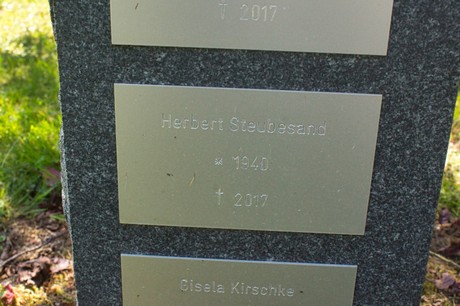 † 2017
Herbert Steubesand
* 1940
† 2017
Gisela Kirschke